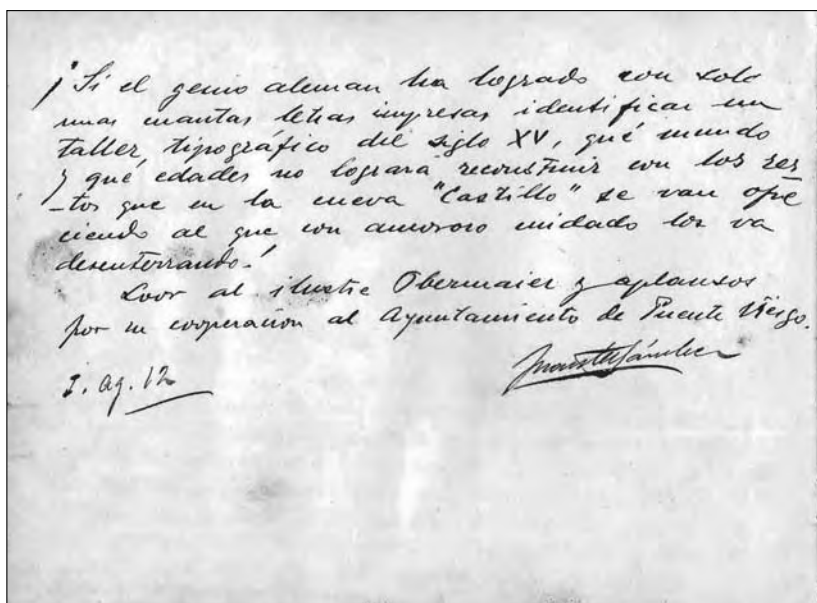 ¡Si el genio aleman ha logrado con solo
unas cuantas letras impresas identificar un
taller tipográfico del siglo XV, qué mundo
y qué edades no logrará reconstruir con los res
-tos que en la cueva "Castillo" se van ofre
ciendo al que con amoroso cuidado los va
desenterrando!
Loor al ilustre Obermaier y aplausos
por su cooperación al Ayuntamiento de Puente Viesgo.
I. ag. 12